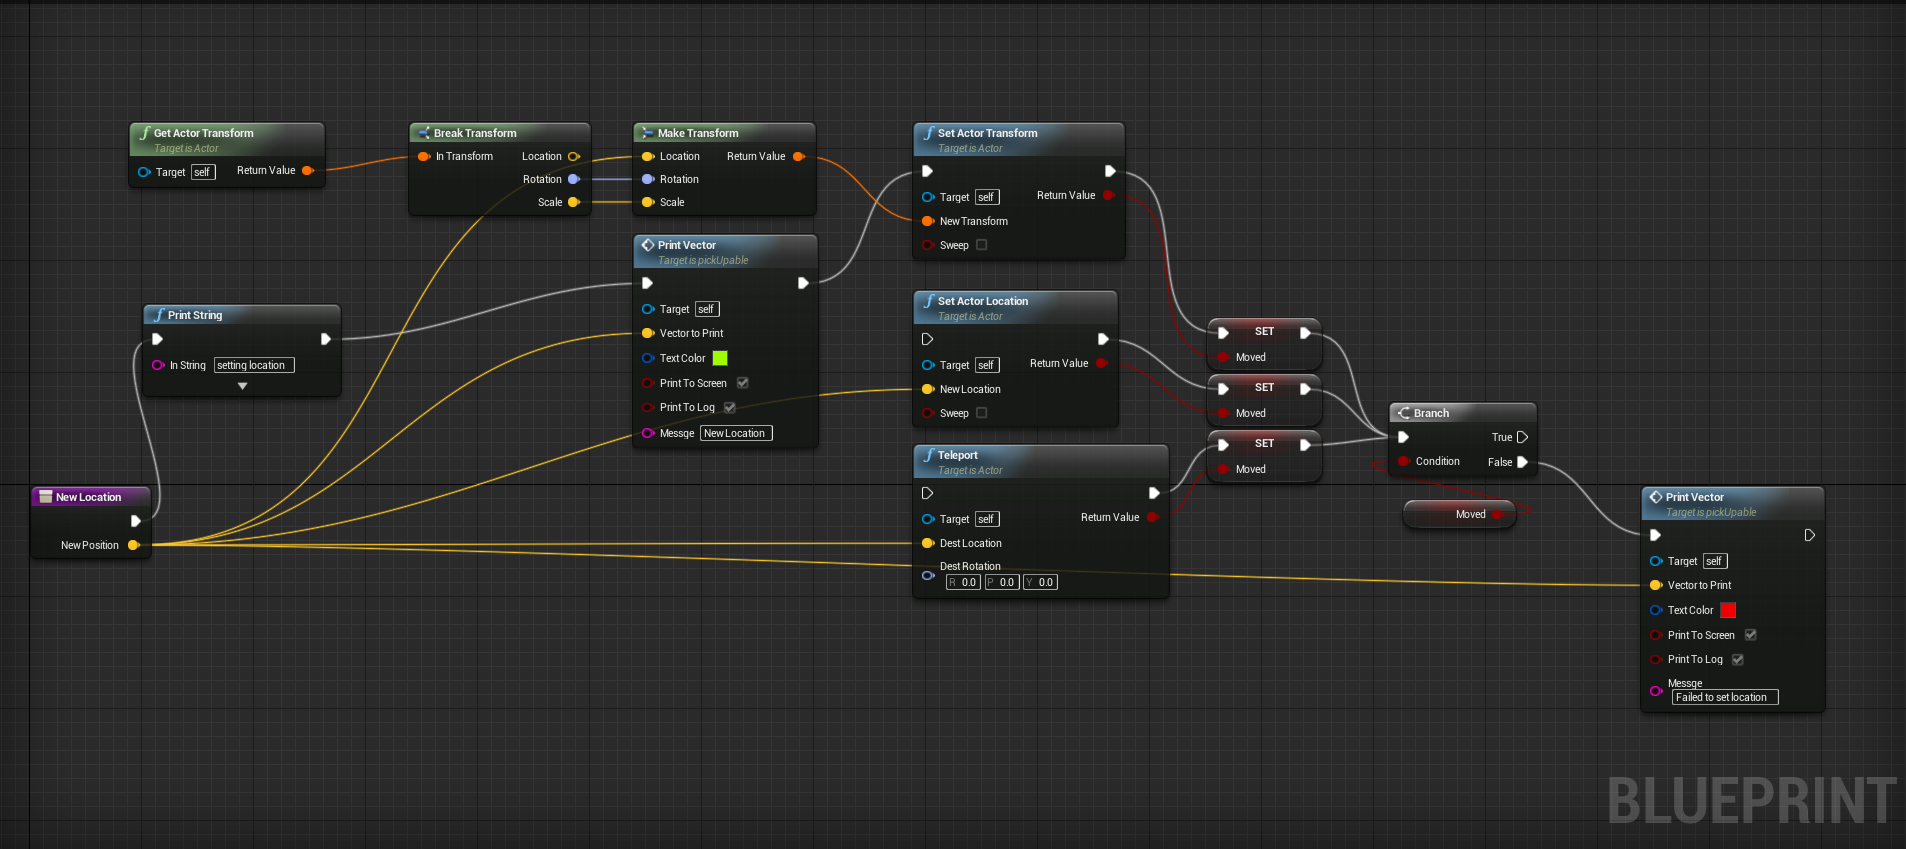 Get Actor Transform
Target is Actor
Target self
Return Value
Break Transform
In Transform
Location
Rotation
Scale
Make Transform
Location
Return Value
Rotation
Scale
Set Actor Transform
Target is Actor
Target self
Return Value
New Transform
Sweep
Print Vector
Target is pickUpable
Target self
Vector to Print
Text Color
Print To Screen
Print To Log
Messge New Location
Print String
In String setting location
Set Actor Location
Target is Actor
Target self
Return Value
New Location
Sweep
SET
Moved
SET
Moved
SET
Moved
Branch
True
Condition
False
Moved
Teleport
Target is Actor
Target self
Return Value
Dest Location
Dest Rotation
R 0.0 P 0.0 Y 0.0
New Location
New Position
Print Vector
Target is pickUpable
Target self
Vector to Print
Text Color
Print To Screen
Print To Log
Messge
Failed to set location
BLUEPRINT